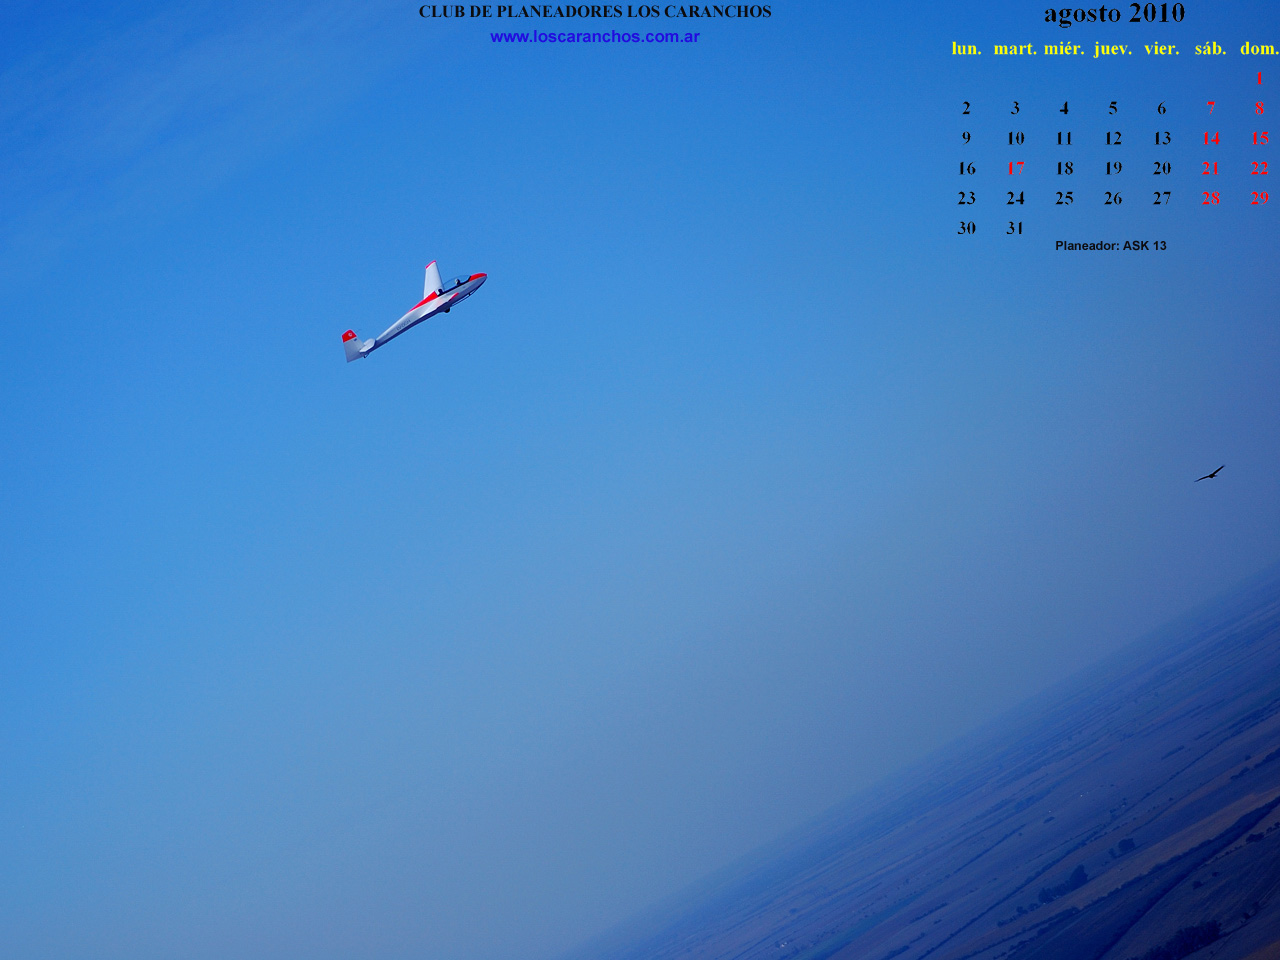 CLUB DE PLANEADORES LOS CARANCHOS
www.loscaranchos.com.ar
agosto 2010
lun. mart. miér. juev. vier. sáb. dom.
1
2 3 4 5 6 7 8
9 10 11 12 13 14 15
16 17 18 19 20 21 22
23 24 25 26 27 28 29
30 31
Planeador: ASK 13